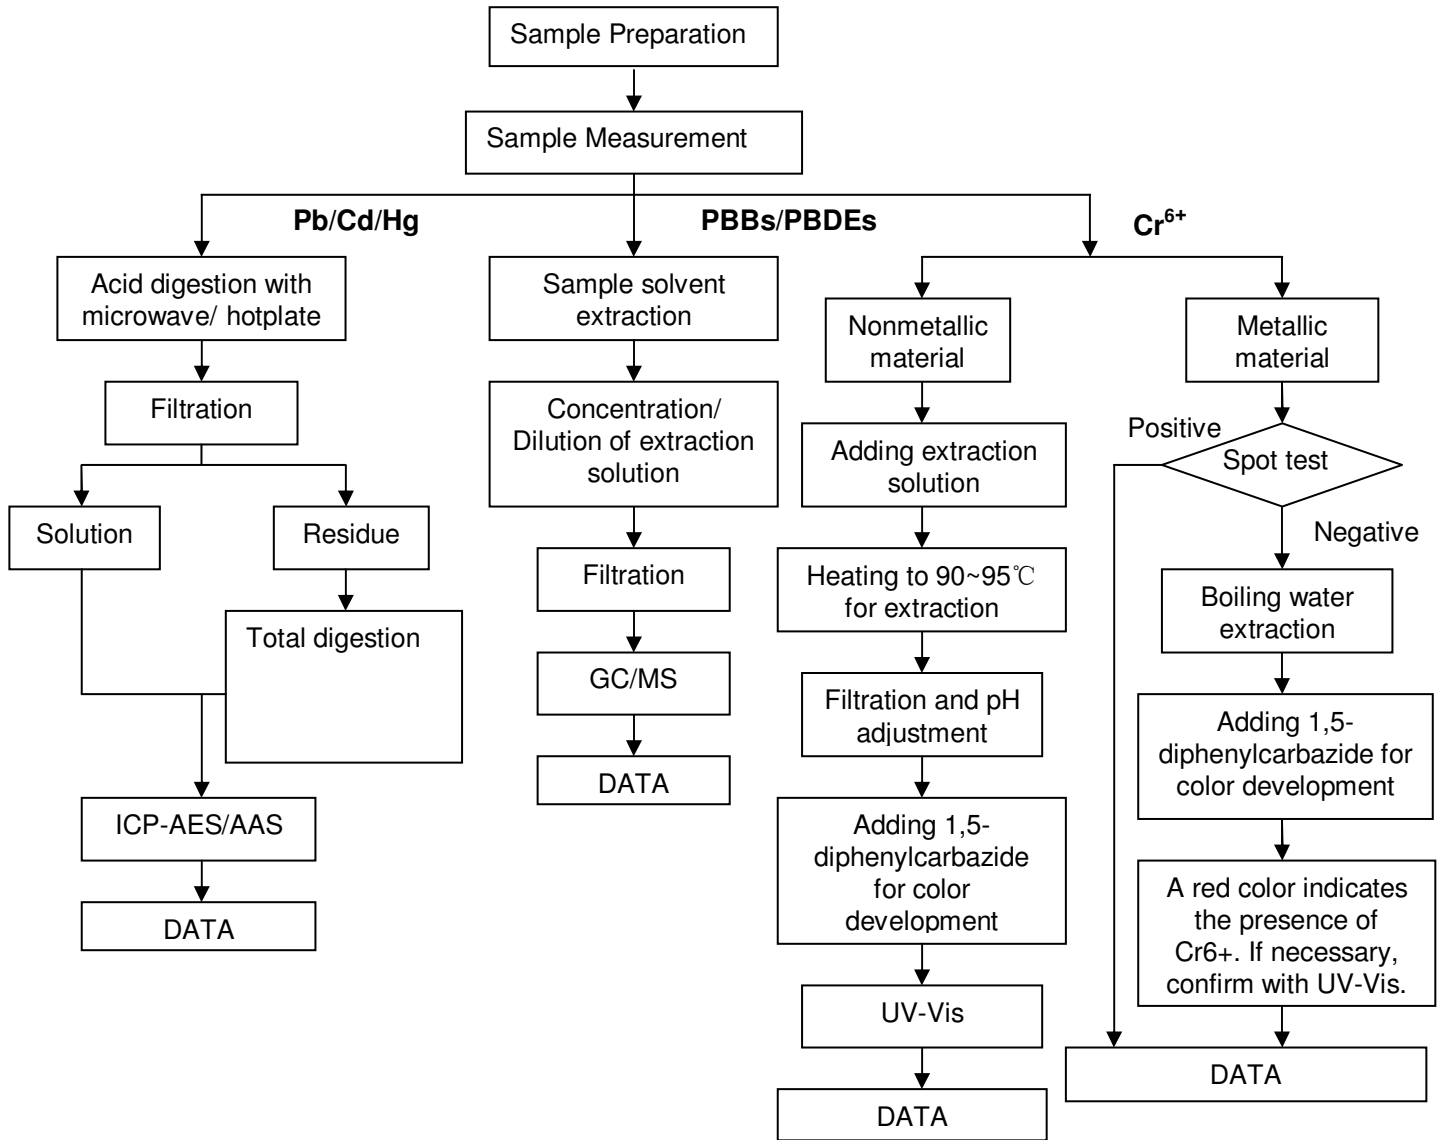 Sample Preparation
Sample Measurement
Pb/Cd/Hg
PBBs/PBDEs
Cr⁶⁺
Acid digestion with
microwave/ hotplate
Filtration
Solution
Residue
Total digestion
ICP-AES/AAS
DATA
Sample solvent
extraction
Concentration/
Dilution of extraction
solution
Filtration
GC/MS
DATA
Nonmetallic
material
Adding extraction
solution
Heating to 90~95℃
for extraction
Filtration and pH
adjustment
Adding 1,5-
diphenylcarbazide
for color
development
UV-Vis
DATA
Metallic
material
Positive
Spot test
Negative
Boiling water
extraction
Adding 1,5-
diphenylcarbazide for
color development
A red color indicates
the presence of
Cr6+. If necessary,
confirm with UV-Vis.
DATA